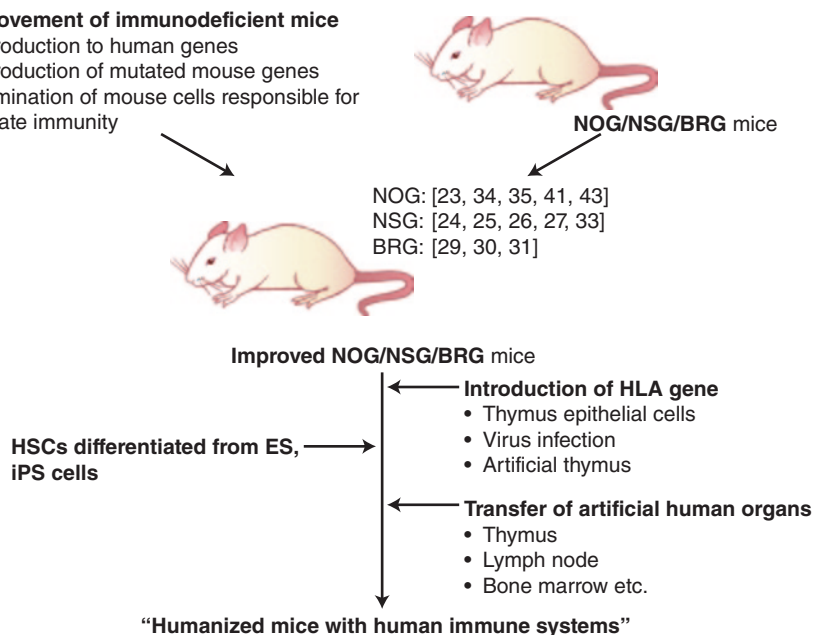 ovement of immunodeficient mice
roduction to human genes
roduction of mutated mouse genes
mination of mouse cells responsible for
ate immunity
NOG/NSG/BRG mice
NOG: [23, 34, 35, 41, 43]
NSG: [24, 25, 26, 27, 33]
BRG: [29, 30, 31]
Improved NOG/NSG/BRG mice
Introduction of HLA gene
• Thymus epithelial cells
• Virus infection
• Artificial thymus
HSCs differentiated from ES,
iPS cells
Transfer of artificial human organs
• Thymus
• Lymph node
• Bone marrow etc.
“Humanized mice with human immune systems”